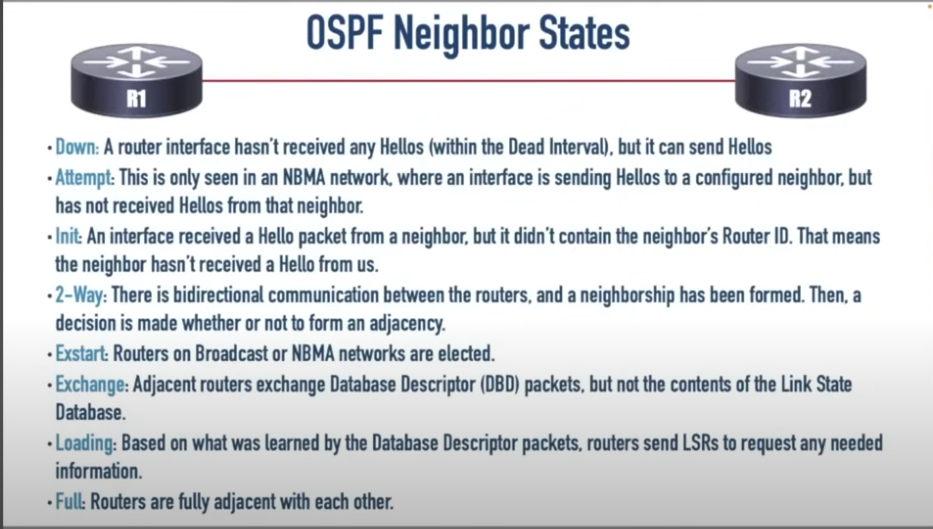 OSPF Neighbor States
R1
R2
• Down: A router interface hasn't received any Hellos (within the Dead Interval), but it can send Hellos
• Attempt: This is only seen in an NBMA network, where an interface is sending Hellos to a configured neighbor, but
has not received Hellos from that neighbor.
• Init: An interface received a Hello packet from a neighbor, but it didn't contain the neighbor's Router ID. That means
the neighbor hasn't received a Hello from us.
• 2-Way: There is bidirectional communication between the routers, and a neighborship has been formed. Then, a
decision is made whether or not to form an adjacency.
• Exstart: Routers on Broadcast or NBMA networks are elected.
• Exchange: Adjacent routers exchange Database Descriptor (DBD) packets, but not the contents of the Link State
Database.
• Loading: Based on what was learned by the Database Descriptor packets, routers send LSRs to request any needed
information.
• Full: Routers are fully adjacent with each other.